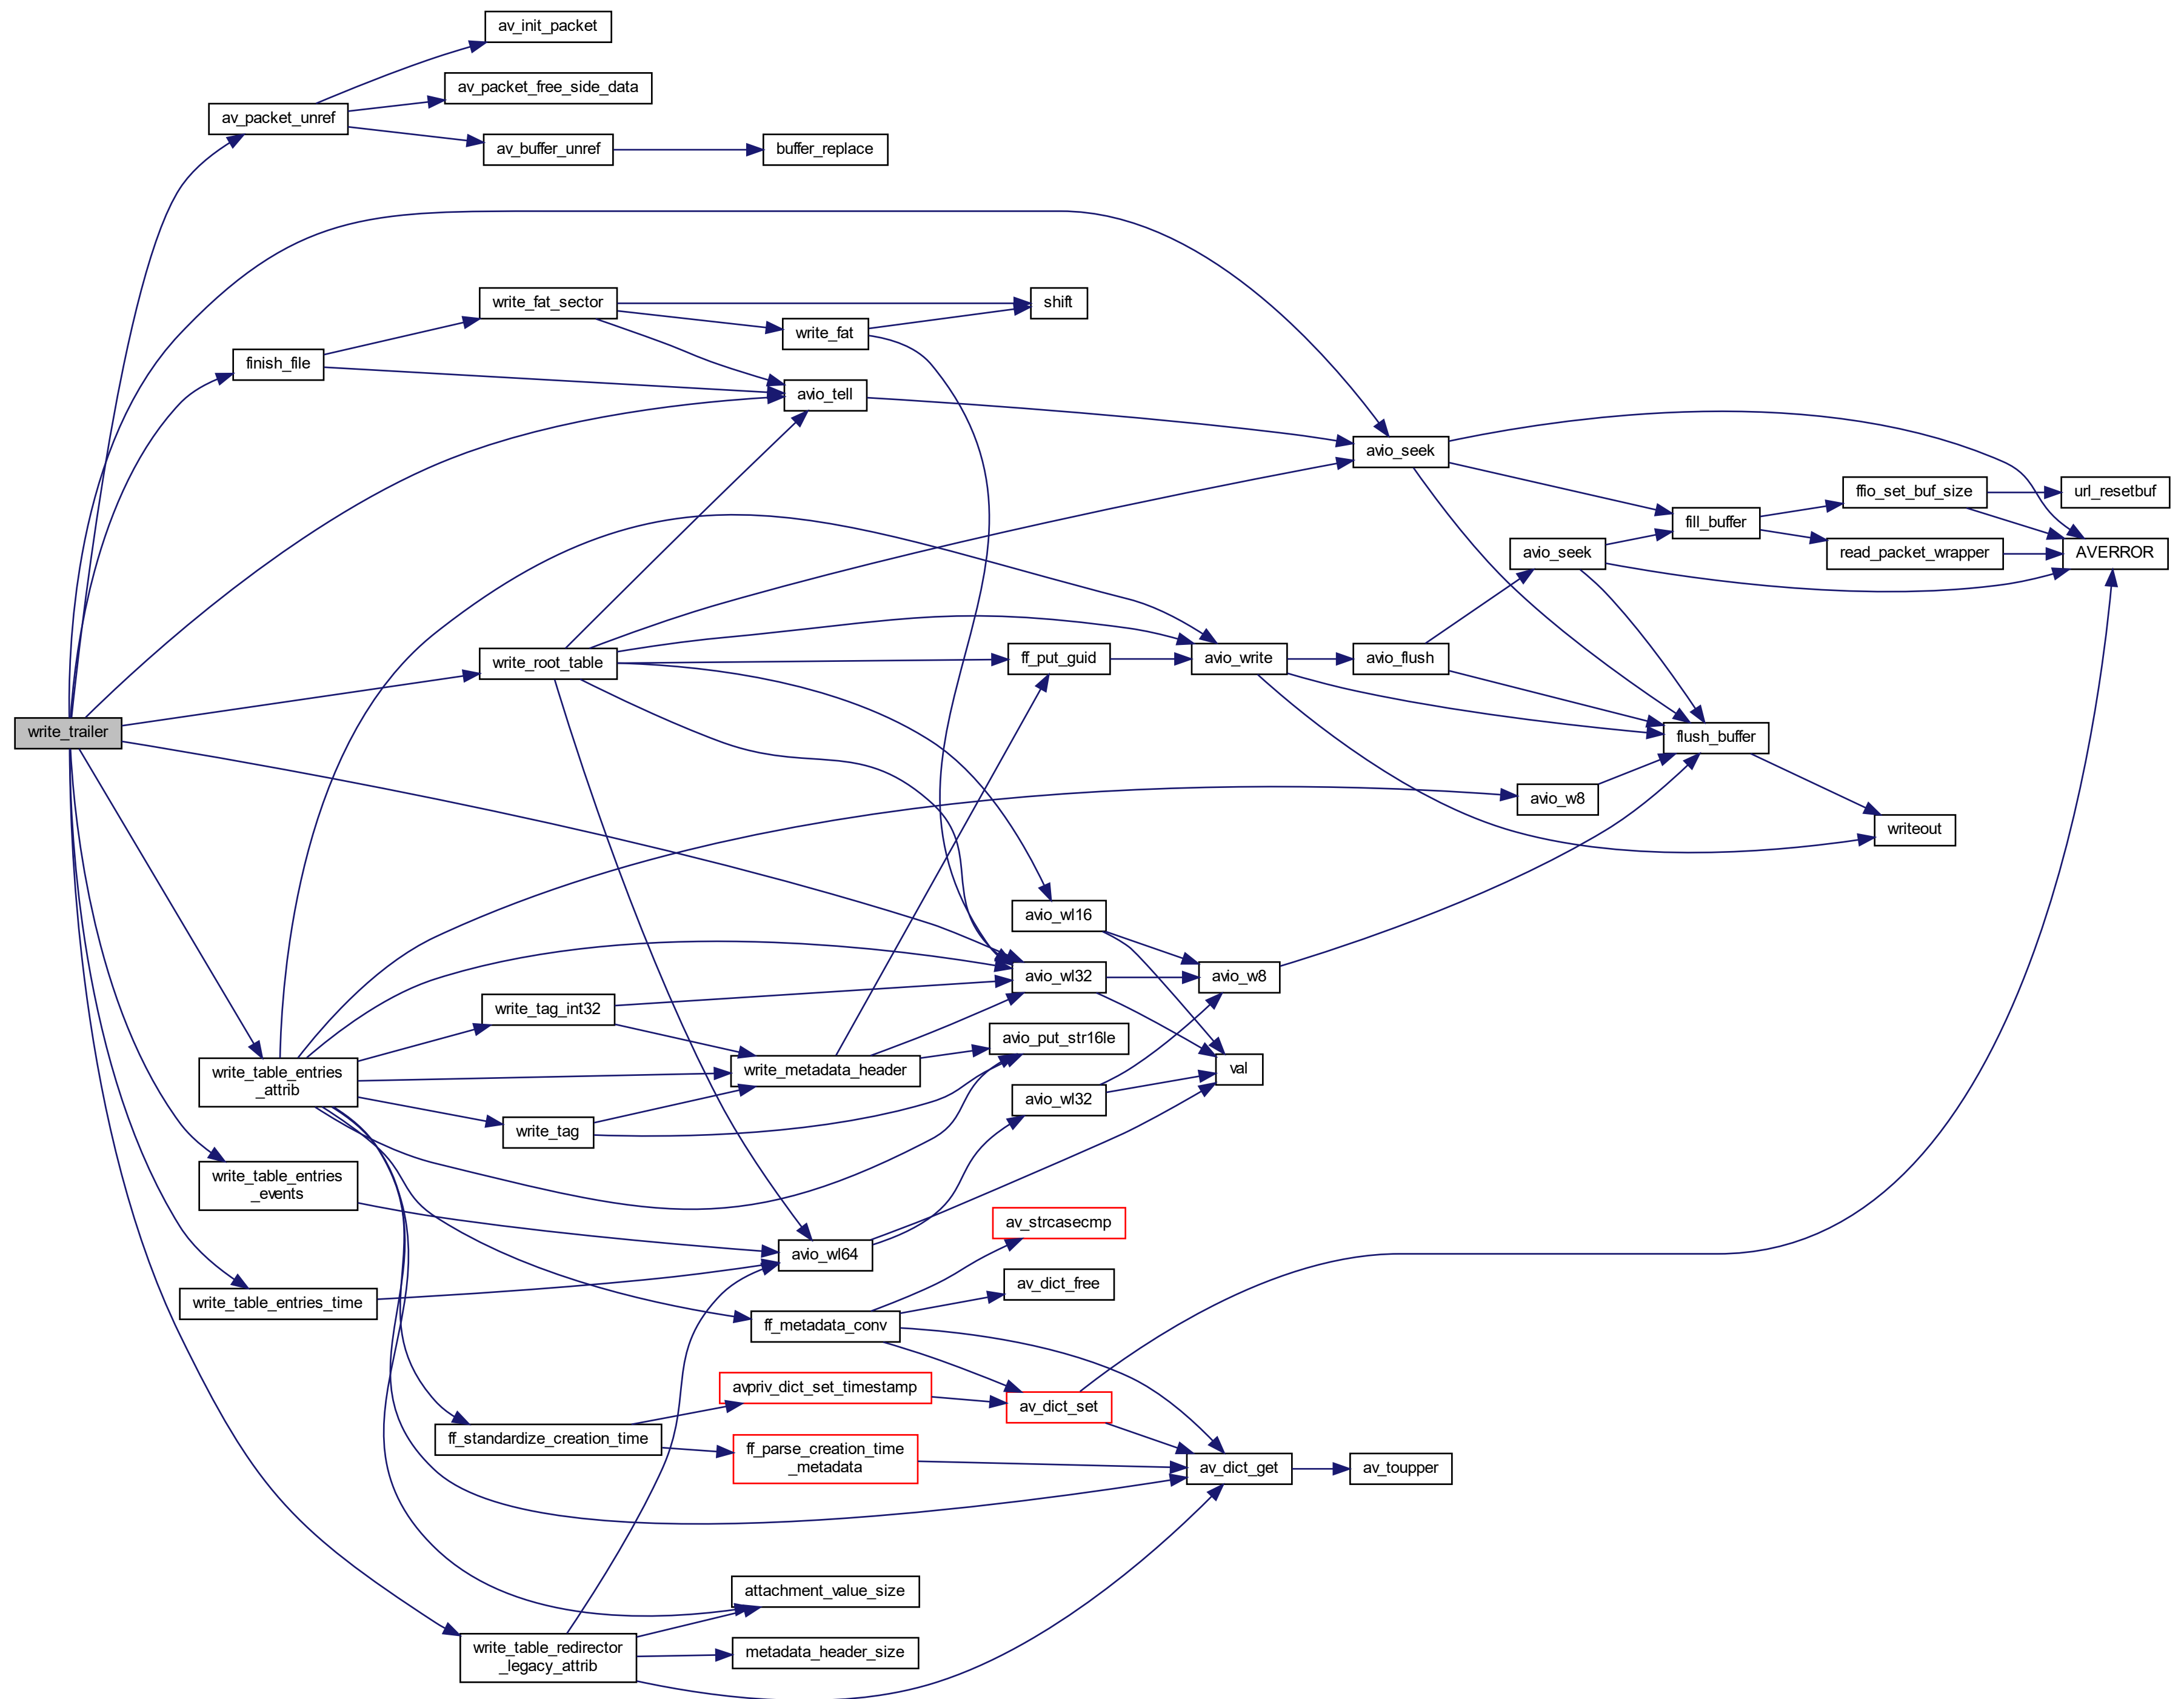 av_init_packet
av_packet_free_side_data
av_packet_unref
av_buffer_unref
buffer_replace
write_fat_sector
shift
write_fat
finish_file
avio_tell
avio_seek
ffio_set_buf_size
url_resetbuf
fill_buffer
avio_seek
read_packet_wrapper
AVERROR
write_root_table
ff_put_guid
avio_write
avio_flush
write_trailer
flush_buffer
avio_w8
writeout
avio_wl16
avio_wl32
avio_w8
write_tag_int32
avio_put_str16le
write_table_entries
_attrib
write_metadata_header
val
avio_wl32
write_tag
write_table_entries
_events
av_strcasecmp
avio_wl64
av_dict_free
write_table_entries_time
ff_metadata_conv
avpriv_dict_set_timestamp
av_dict_set
ff_standardize_creation_time
ff_parse_creation_time
_metadata
av_dict_get
av_toupper
attachment_value_size
write_table_redirector
_legacy_attrib
metadata_header_size